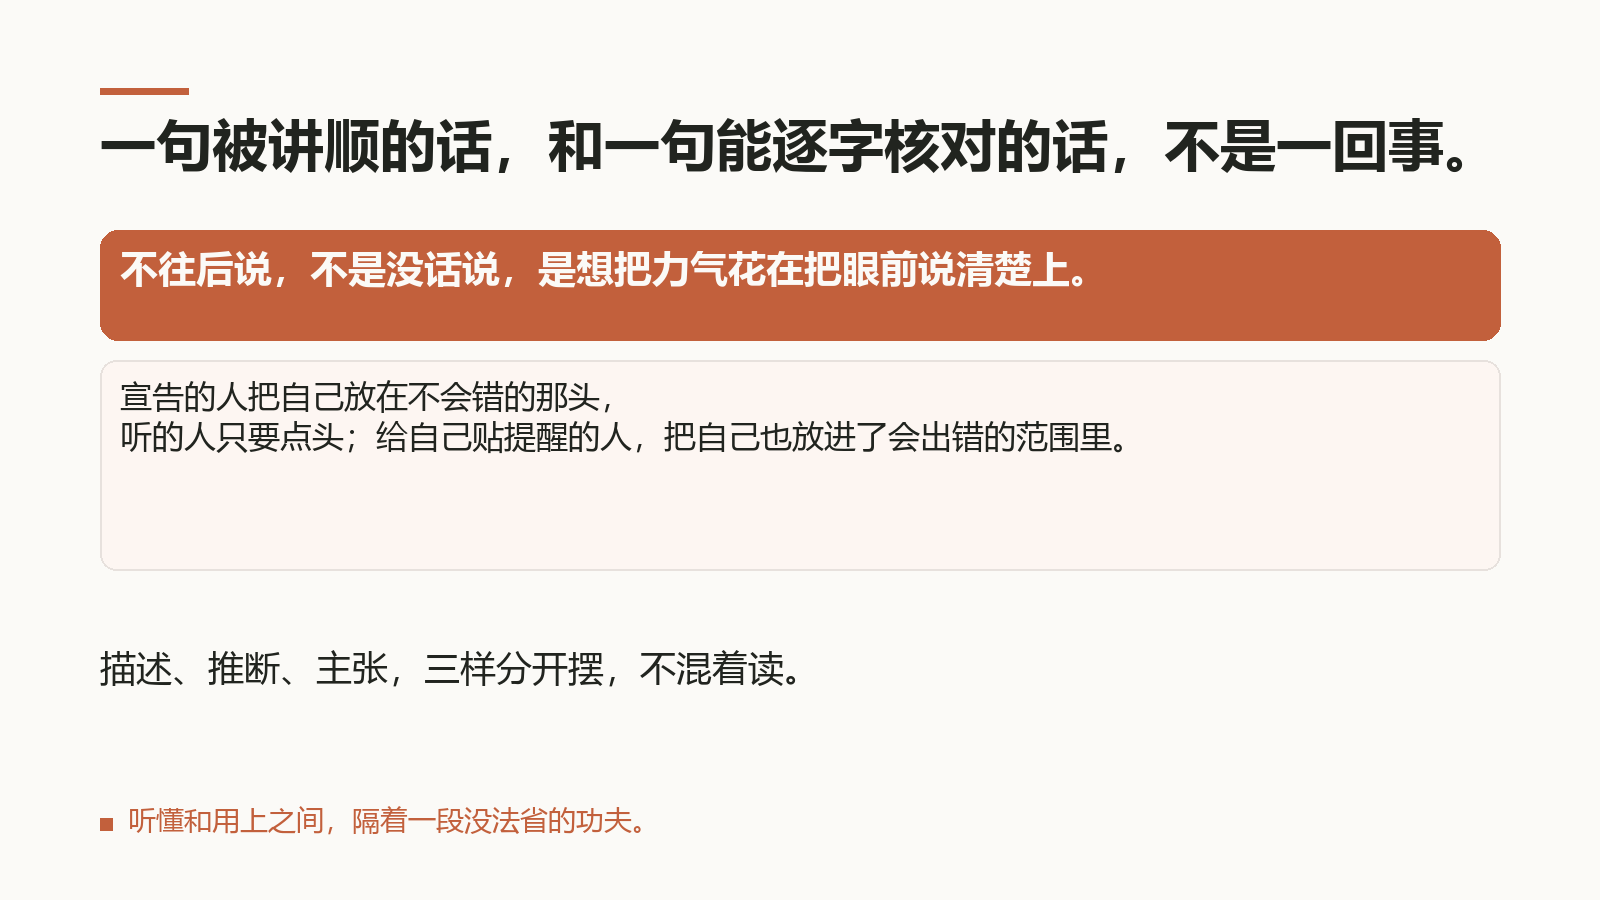 一句被讲顺的话，和一句能逐字核对的话，不是一回事。
不往后说，不是没话说，是想把力气花在把眼前说清楚上。
宣告的人把自己放在不会错的那头，
听的人只要点头；给自己贴提醒的人，把自己也放进了会出错的范围里。
描述、推断、主张，三样分开摆，不混着读。
听懂和用上之间，隔着一段没法省的功夫。